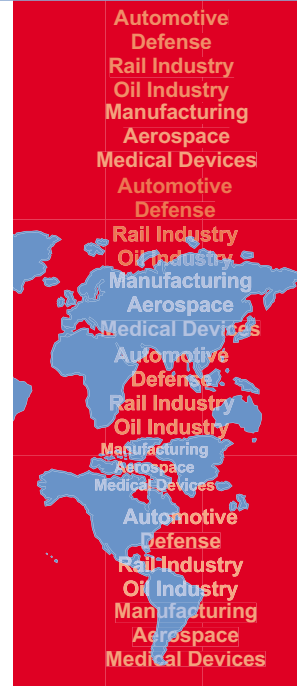 Automotive
Defense
Rail Industry
Oil Industry
Manufacturing
Aerospace
Medical Devices
Automotive
Defense
Rail Industry
Oil Industry
Manufacturing
Aerospace
Medical Devices
Automotive
Defense
Rail Industry
Oil Industry
Manufacturing
Aerospace
Medical Devices
Automotive
Defense
Rail Industry
Oil Industry
Manufacturing
Aerospace
Medical Devices